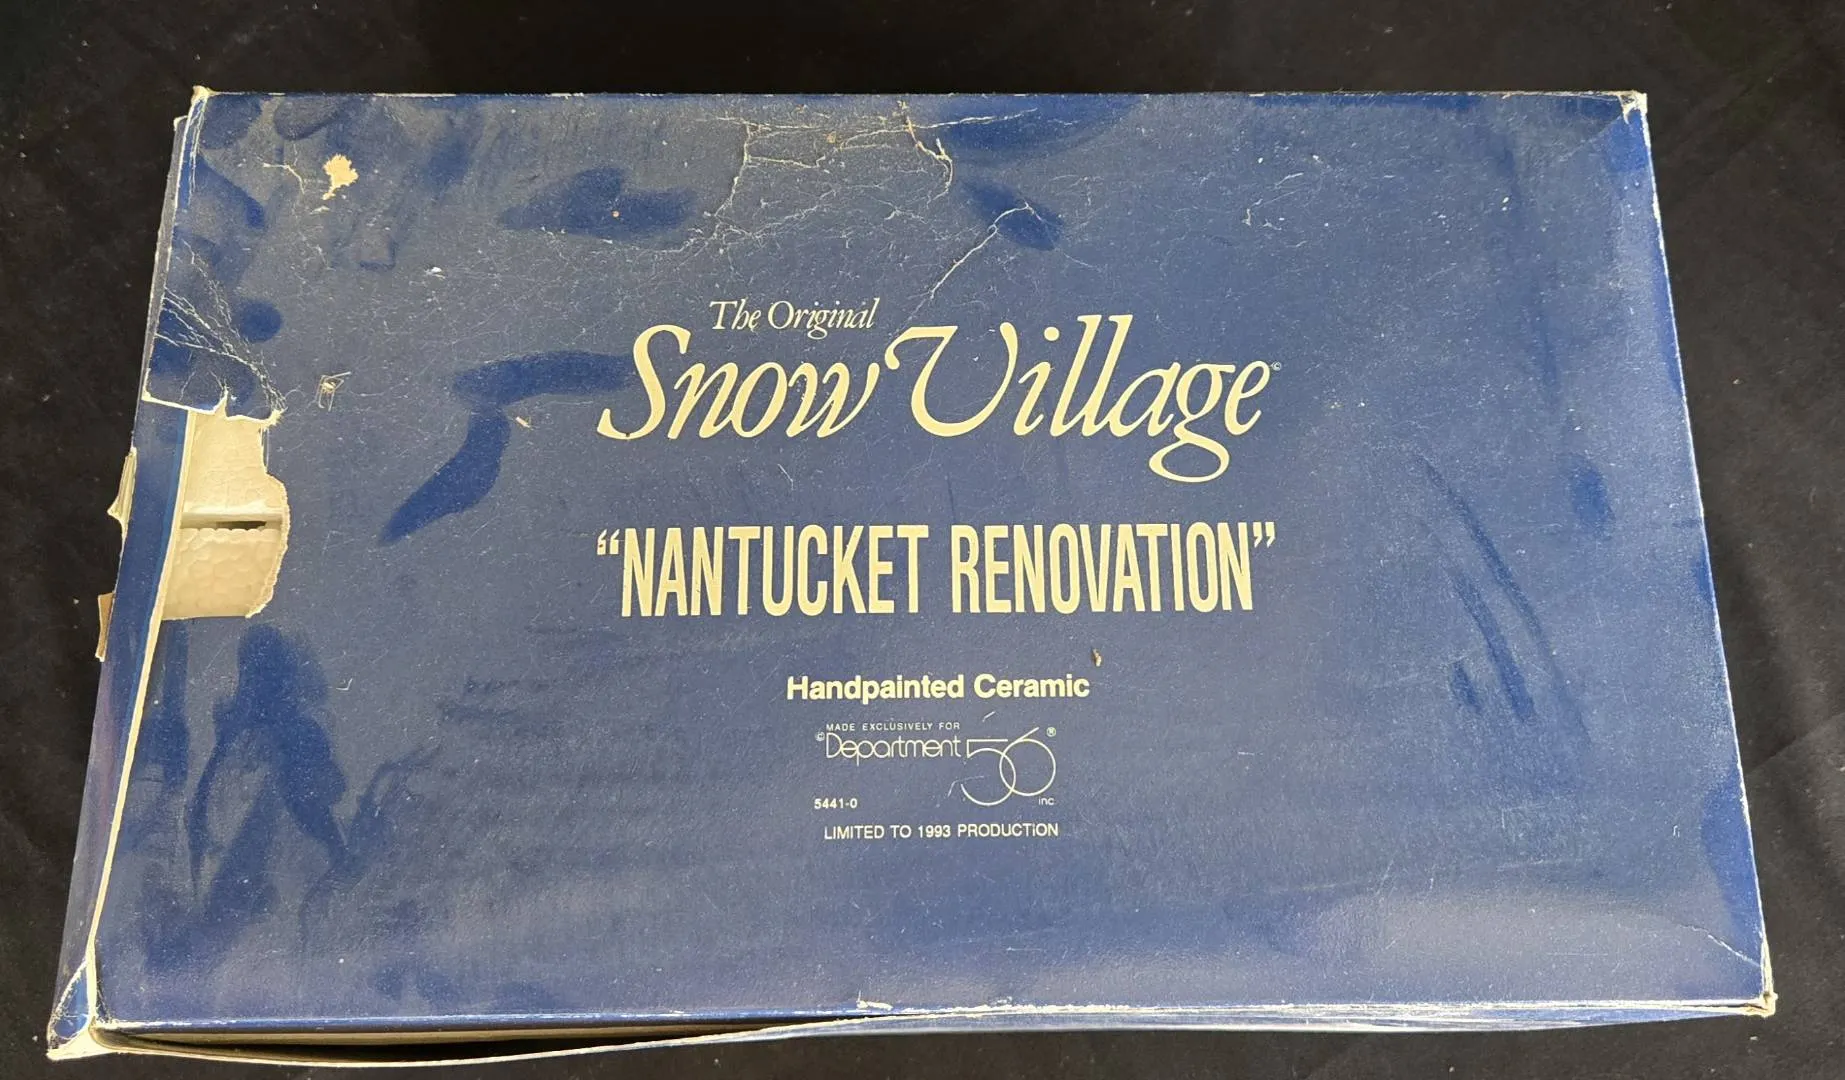 The Original
Snow Village©
“NANTUCKET RENOVATION”
Handpainted Ceramic
MADE EXCLUSIVELY FOR
©Department 56®
5441-0 inc
LIMITED TO 1993 PRODUCTION